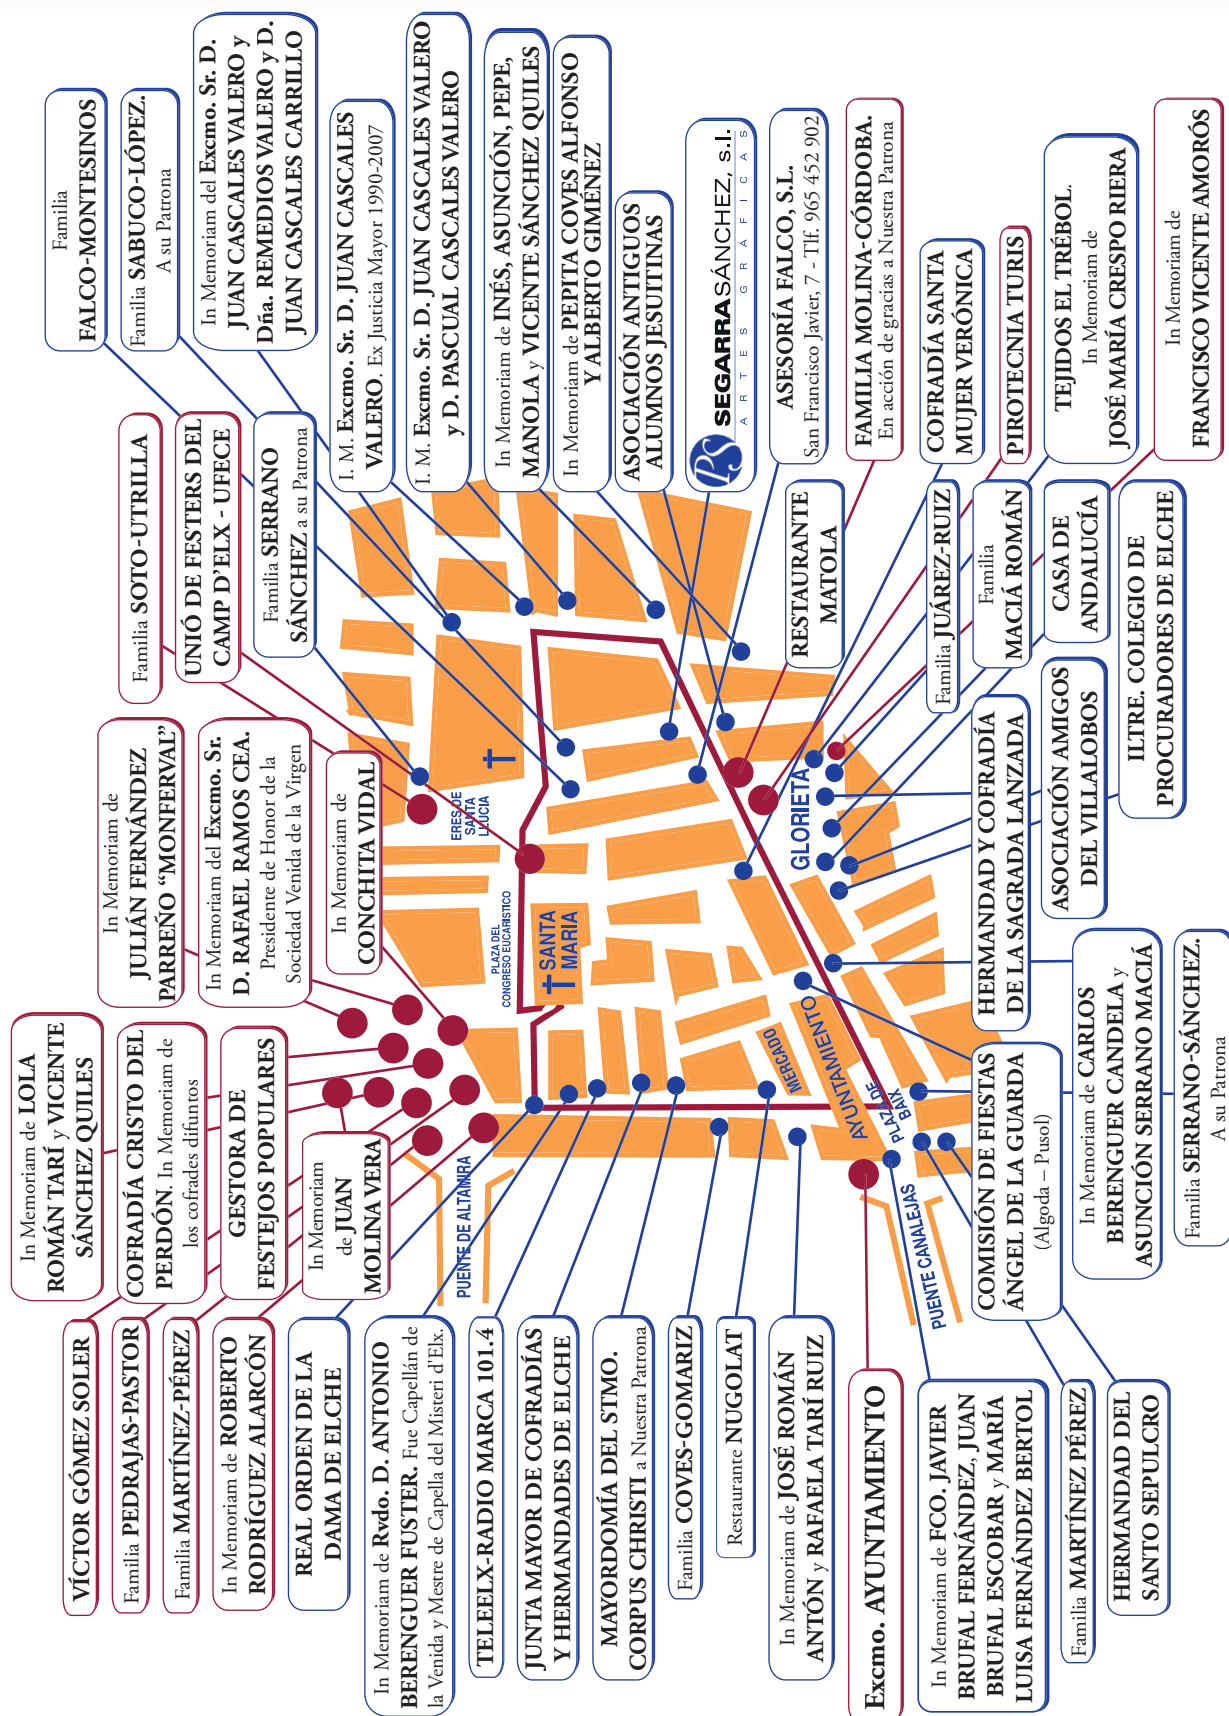 Familia
FALCO-MONTESINOS
Familia SABUCO-LÓPEZ.
A su Patrona
In Memoriam del Excmo. Sr. D.
JUAN CASCALES VALERO y
Dña. REMEDIOS VALERO y D.
JUAN CASCALES CARRILLO
I. M. Excmo. Sr. D. JUAN CASCALES
VALERO. Ex Justicia Mayor 1990-2007
I. M. Excmo. Sr. D. JUAN CASCALES VALERO
y D. PASCUAL CASCALES VALERO
In Memoriam de INÉS, ASUNCIÓN, PEPE,
MANOLA y VICENTE SÁNCHEZ QUILES
In Memoriam de PEPITA COVES ALFONSO
Y ALBERTO GIMÉNEZ
ASOCIACIÓN ANTIGUOS
ALUMNOS JESUITINAS
PS
SEGARRA SÁNCHEZ, s.l.
ARTES GRÁFICAS
ASESORÍA FALCO, S.L.
San Francisco Javier, 7 - Tlf. 965 452 902
FAMILIA MOLINA-CÓRDOBA.
En acción de gracias a Nuestra Patrona
COFRADÍA SANTA
MUJER VERÓNICA
PIROTECNIA TURIS
TEJIDOS EL TRÉBOL.
In Memoriam de
JOSÉ MARÍA CRESPO RIERA
In Memoriam de
FRANCISCO VICENTE AMORÓS
Familia SOTO-UTRILLA
UNIÓ DE FESTERS DEL
CAMP D'ELX - UFECE
Familia SERRANO
SÁNCHEZ a su Patrona
RESTAURANTE
MATOLA
Familia JUÁREZ-RUIZ
Familia
MACIÁ ROMÁN
CASA DE
ANDALUCÍA
ILTRE. COLEGIO DE
PROCURADORES DE ELCHE
In Memoriam de
JULIÁN FERNÁNDEZ
PARREÑO “MONFERVAL”
In Memoriam del Excmo. Sr.
D. RAFAEL RAMOS CEA.
Presidente de Honor de la
Sociedad Venida de la Virgen
In Memoriam de
CONCHITA VIDAL
ERES DE
SANTA
LLUCIA
PLAZA DEL
CONGRESO EUCARISTICO
SANTA
MARIA
GLORIETA
MERCADO
AYUNTAMIENTO
PLAZA DE
BAIX
PUENTE DE ALTAMIRA
PUENTE CANALEJAS
HERMANDAD Y COFRADÍA
DE LA SAGRADA LANZADA
ASOCIACIÓN AMIGOS
DEL VILLALOBOS
In Memoriam de LOLA
ROMÁN TARÍ y VICENTE
SÁNCHEZ QUILES
COFRADÍA CRISTO DEL
PERDÓN. In Memoriam de
los cofrades difuntos
GESTORA DE
FESTEJOS POPULARES
In Memoriam
de JUAN
MOLINA VERA
COMISIÓN DE FIESTAS
ÁNGEL DE LA GUARDA
(Algoda – Pusol)
In Memoriam de CARLOS
BERENGUER CANDELA y
ASUNCIÓN SERRANO MACIÁ
Familia SERRANO-SÁNCHEZ.
A su Patrona
VÍCTOR GÓMEZ SOLER
Familia PEDRAJAS-PASTOR
Familia MARTÍNEZ-PÉREZ
In Memoriam de ROBERTO
RODRÍGUEZ ALARCÓN
REAL ORDEN DE LA
DAMA DE ELCHE
In Memoriam de Rvdo. D. ANTONIO
BERENGUER FUSTER. Fue Capellán de
la Venida y Mestre de Capella del Misteri d'Elx.
TELEELX-RADIO MARCA 101.4
JUNTA MAYOR DE COFRADÍAS
Y HERMANDADES DE ELCHE
MAYORDOMÍA DEL STMO.
CORPUS CHRISTI a Nuestra Patrona
Familia COVES-GOMARIZ
Restaurante NUGOLAT
In Memoriam de JOSÉ ROMÁN
ANTÓN y RAFAELA TARÍ RUIZ
Excmo. AYUNTAMIENTO
In Memoriam de FCO. JAVIER
BRUFAL FERNÁNDEZ, JUAN
BRUFAL ESCOBAR y MARÍA
LUISA FERNÁNDEZ BERTOL
Familia MARTÍNEZ PÉREZ
HERMANDAD DEL
SANTO SEPULCRO